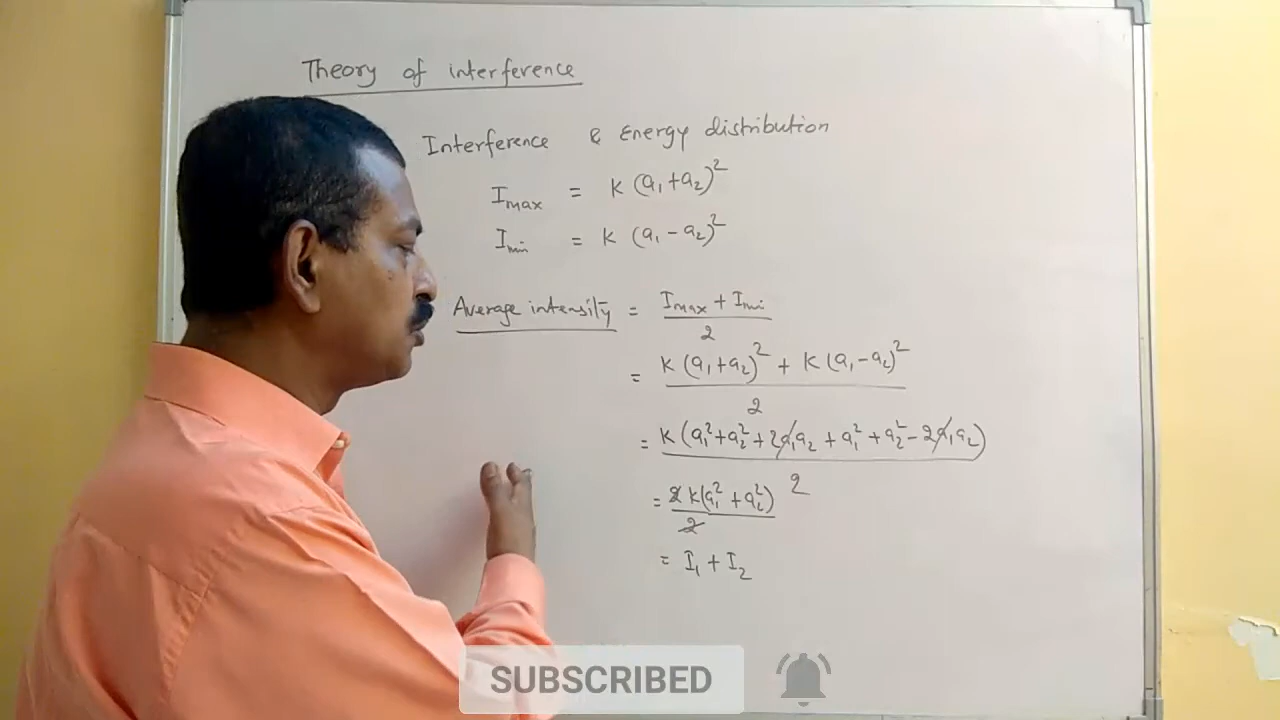 Theory of interference
Interference & Energy distribution
Imax = K (a₁+a₂)²
Imin = K (a₁-a₂)²
Average intensity = Imax + Imin / 2
= K (a₁+a₂)² + K (a₁-a₂)² / 2
= K (a₁²+a₂²+2a₁a₂ + a₁²+a₂²-2a₁a₂) / 2
= 2 K(a₁²+a₂²) / 2
= I₁ + I₂
SUBSCRIBED